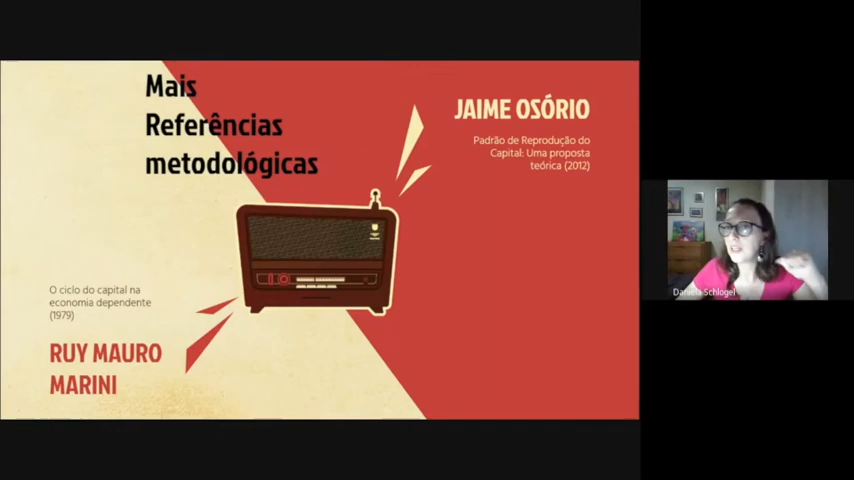 Mais
Referências
metodológicas
JAIME OSÓRIO
Padrão de Reprodução do
Capital: Uma proposta
teórica (2012)
O ciclo do capital na
economia dependente
(1979)
RUY MAURO
MARINI
Daniela Schlogel